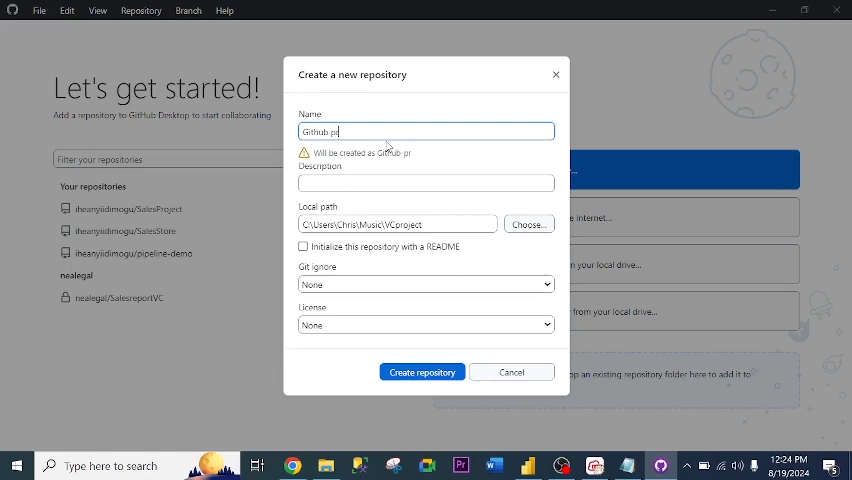 File Edit View Repository Branch Help
Let's get started!
Add a repository to GitHub Desktop to start collaborating
Filter your repositories
Your repositories
iheanyiidimogu/SalesProject
iheanyiidimogu/SalesStore
iheanyiidimogu/pipeline-demo
nealegal
nealegal/SalesreportVC
Create a new repository
Name
Github pr
Will be created as Github-pr
Description
Local path
C:\Users\Chris\Music\VCproject
Choose...
Initialize this repository with a README
Git ignore
None
License
None
Create repository
Cancel
...
e Internet...
n your local drive...
from your local drive...
op an existing repository folder here to add it to
Type here to search
Pr
12:24 PM
8/19/2024
5